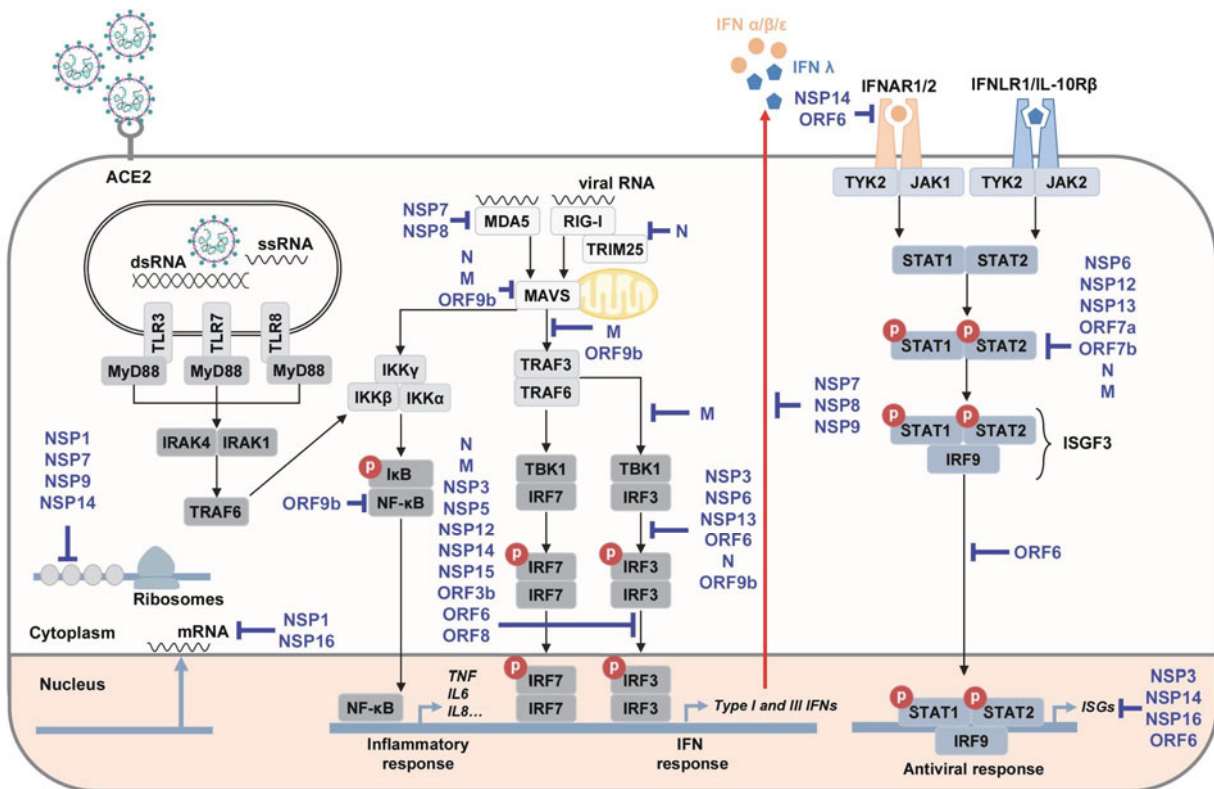 IFN α/β/ε
IFN λ
NSP14
ORF6
IFNAR1/2
IFNLR1/IL-10Rβ
ACE2
TYK2
JAK1
TYK2
JAK2
viral RNA
NSP7
NSP8
MDA5
RIG-I
TRIM25
N
ssRNA
dsRNA
TLR3
TLR7
TLR8
MyD88
MyD88
MyD88
N
M
ORF9b
MAVS
M
ORF9b
STAT1
STAT2
P
P
STAT1
STAT2
NSP6
NSP12
NSP13
ORF7a
ORF7b
N
M
IKKγ
IKKβ
IKKα
TRAF3
TRAF6
M
NSP7
NSP8
NSP9
P
P
STAT1
STAT2
IRF9
ISGF3
IRAK4
IRAK1
TRAF6
NSP1
NSP7
NSP9
NSP14
P
IκB
NF-κB
ORF9b
N
M
NSP3
NSP5
NSP12
NSP14
NSP15
ORF3b
ORF6
ORF8
TBK1
IRF7
TBK1
IRF3
NSP3
NSP6
NSP13
ORF6
N
ORF9b
P
IRF7
IRF7
P
IRF3
IRF3
ORF6
Ribosomes
Cytoplasm
mRNA
NSP1
NSP16
Nucleus
NF-κB
TNF
IL6
IL8...
P
IRF7
IRF7
P
IRF3
IRF3
Type I and III IFNs
P
P
STAT1
STAT2
IRF9
ISGs
NSP3
NSP14
NSP16
ORF6
Inflammatory
response
IFN
response
Antiviral response